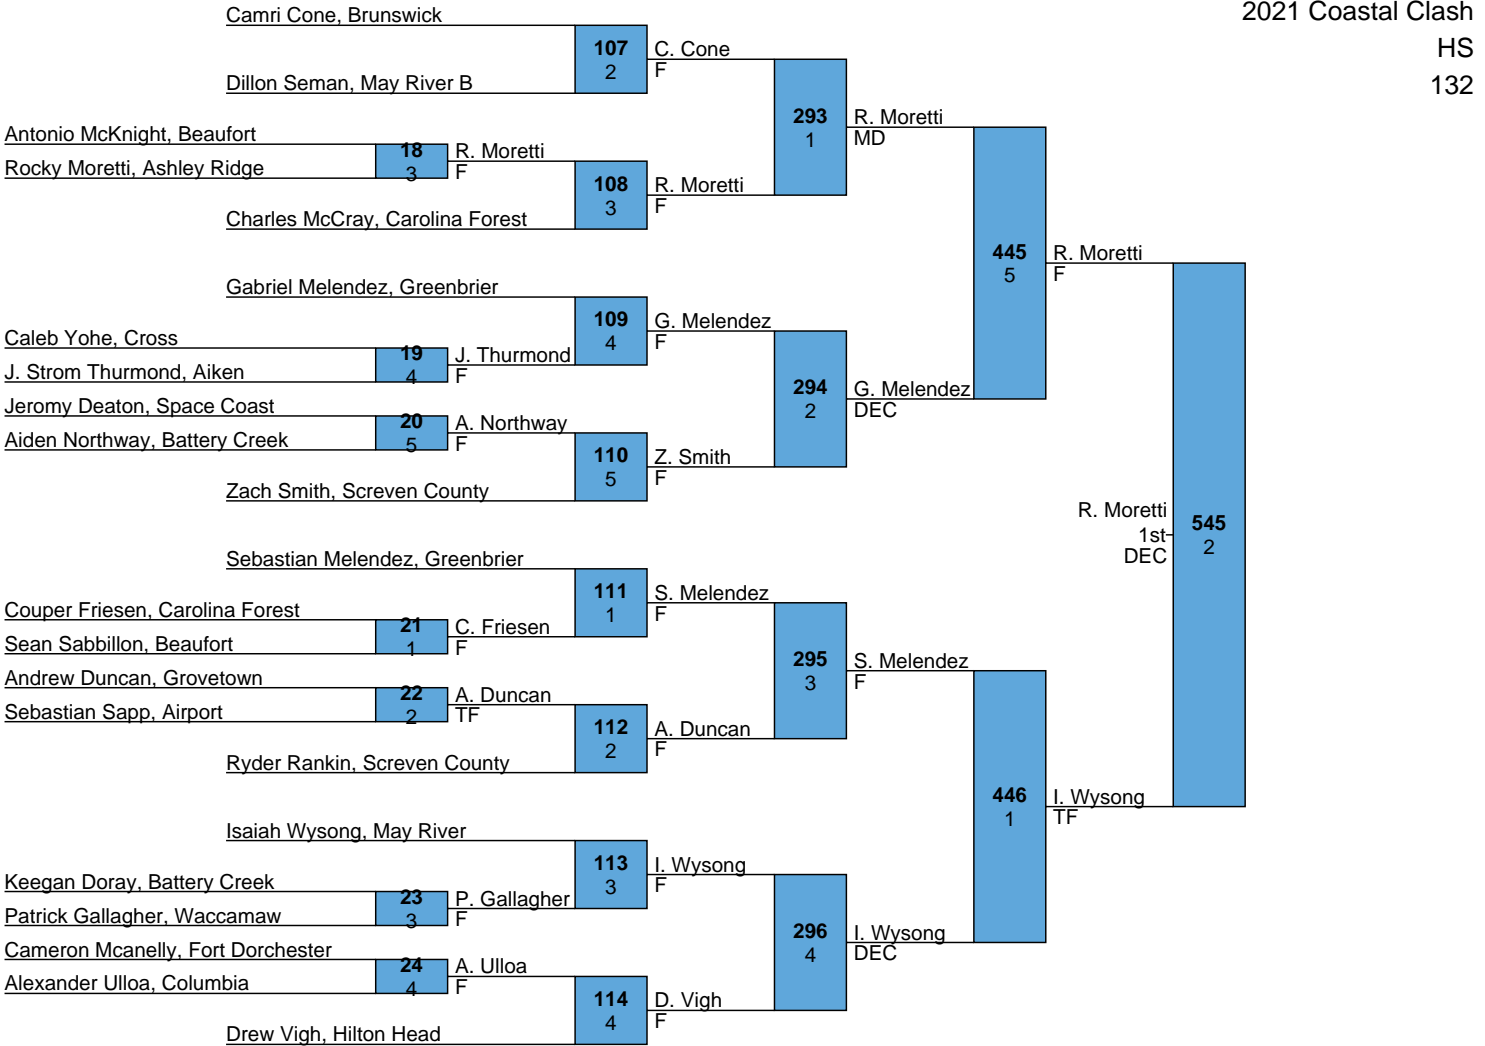 2021 Coastal Clash
HS
132
Camri Cone, Brunswick
107
2
C. Cone
F
Dillon Seman, May River B
293
1
R. Moretti
MD
Antonio McKnight, Beaufort
18
3
R. Moretti
F
Rocky Moretti, Ashley Ridge
108
3
R. Moretti
F
Charles McCray, Carolina Forest
445
5
R. Moretti
F
Gabriel Melendez, Greenbrier
109
4
G. Melendez
F
Caleb Yohe, Cross
19
4
J. Thurmond
F
J. Strom Thurmond, Aiken
294
2
G. Melendez
DEC
Jeromy Deaton, Space Coast
20
5
A. Northway
F
Aiden Northway, Battery Creek
110
5
Z. Smith
F
Zach Smith, Screven County
R. Moretti
1st
DEC
545
2
Sebastian Melendez, Greenbrier
111
1
S. Melendez
F
Couper Friesen, Carolina Forest
21
1
C. Friesen
F
Sean Sabbillon, Beaufort
295
3
S. Melendez
F
Andrew Duncan, Grovetown
22
2
A. Duncan
TF
Sebastian Sapp, Airport
112
2
A. Duncan
F
Ryder Rankin, Screven County
446
1
I. Wysong
TF
Isaiah Wysong, May River
113
3
I. Wysong
F
Keegan Doray, Battery Creek
23
3
P. Gallagher
F
Patrick Gallagher, Waccamaw
296
4
I. Wysong
DEC
Cameron Mcanelly, Fort Dorchester
24
4
A. Ulloa
F
Alexander Ulloa, Columbia
114
4
D. Vigh
F
Drew Vigh, Hilton Head